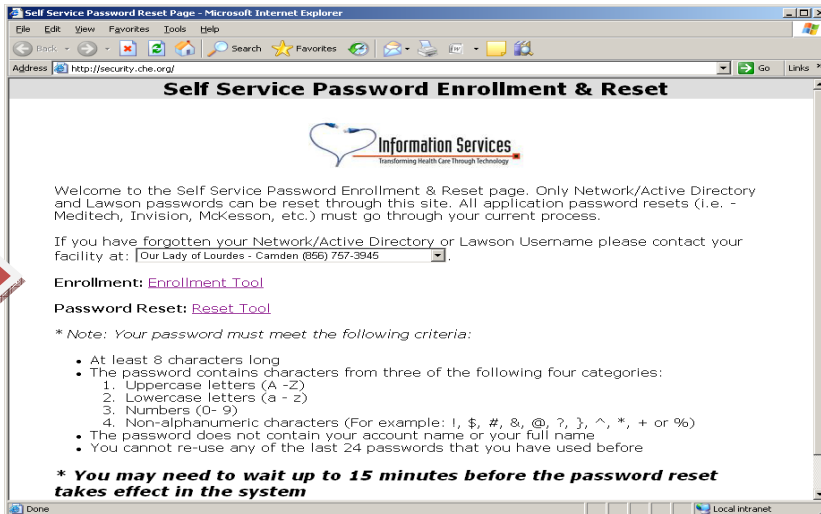 Self Service Password Reset Page - Microsoft Internet Explorer
File Edit View Favorites Tools Help
Back Search Favorites
Address http://security.che.org/ Go Links »
Self Service Password Enrollment & Reset
Information Services
Transforming Health Care Through Technology
Welcome to the Self Service Password Enrollment & Reset page. Only Network/Active Directory
and Lawson passwords can be reset through this site. All application password resets (i.e. -
Meditech, Invision, McKesson, etc.) must go through your current process.
If you have forgotten your Network/Active Directory or Lawson Username please contact your
facility at: Our Lady of Lourdes - Camden (856) 757-3945 .
Enrollment: Enrollment Tool
Password Reset: Reset Tool
* Note: Your password must meet the following criteria:
• At least 8 characters long
• The password contains characters from three of the following four categories:
1. Uppercase letters (A -Z)
2. Lowercase letters (a - z)
3. Numbers (0- 9)
4. Non-alphanumeric characters (For example: !, $, #, &, @, ?, }, ^, *, + or %)
• The password does not contain your account name or your full name
• You cannot re-use any of the last 24 passwords that you have used before
* You may need to wait up to 15 minutes before the password reset
takes effect in the system
Done Local intranet